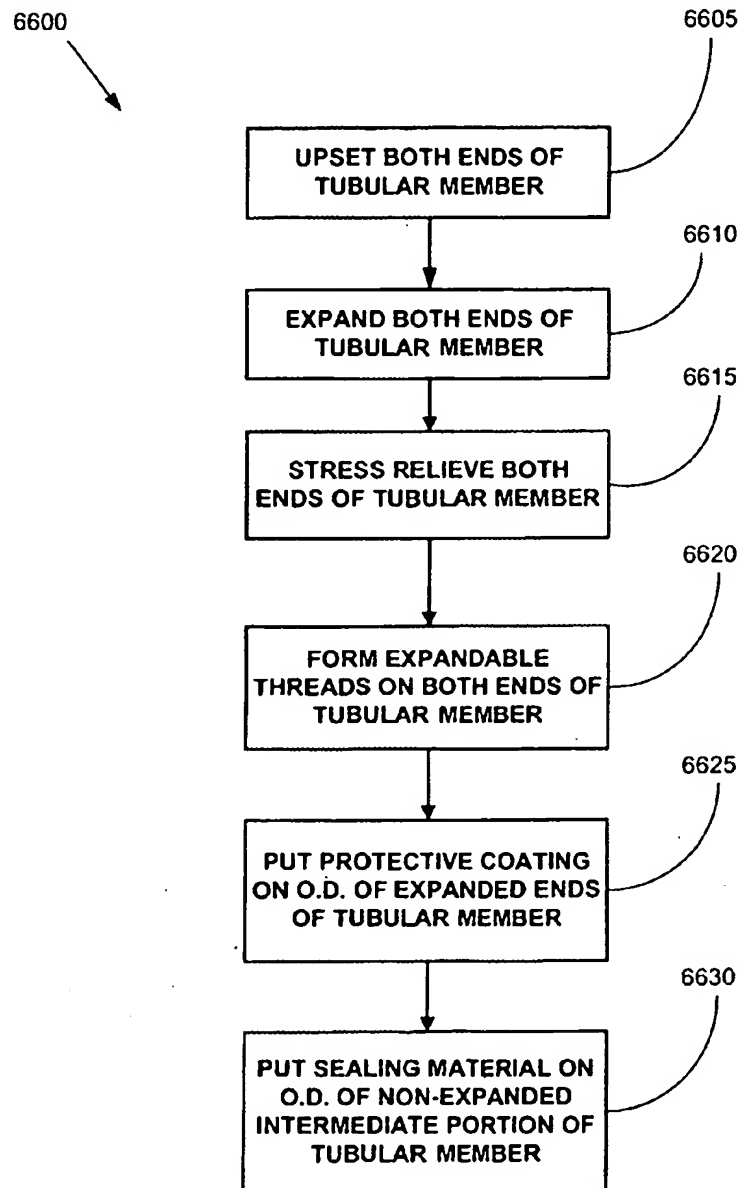 6600
6605
UPSET BOTH ENDS OF
TUBULAR MEMBER
6610
EXPAND BOTH ENDS OF
TUBULAR MEMBER
6615
STRESS RELIEVE BOTH
ENDS OF TUBULAR MEMBER
6620
FORM EXPANDABLE
THREADS ON BOTH ENDS OF
TUBULAR MEMBER
6625
PUT PROTECTIVE COATING
ON O.D. OF EXPANDED ENDS
OF TUBULAR MEMBER
6630
PUT SEALING MATERIAL ON
O.D. OF NON-EXPANDED
INTERMEDIATE PORTION OF
TUBULAR MEMBER